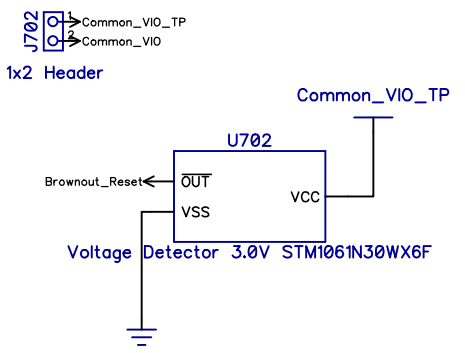 J702
1 Common_VIO_TP
2 Common_VIO
1x2 Header
Common_VIO_TP
U702
Brownout_Reset
OUT
VCC
VSS
Voltage Detector 3.0V STM1061N30WX6F